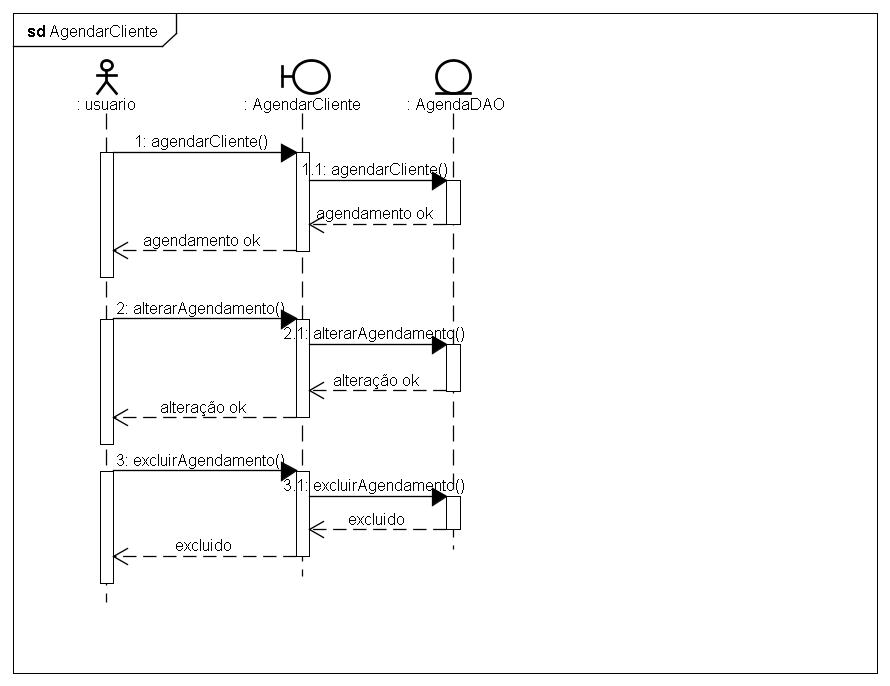 sd AgendarCliente
: usuario
: AgendarCliente
: AgendaDAO
1: agendarCliente()
1.1: agendarCliente()
agendamento ok
agendamento ok
2: alterarAgendamento()
2.1: alterarAgendamento()
alteração ok
alteração ok
3: excluirAgendamento()
3.1: excluirAgendamento()
excluido
excluido